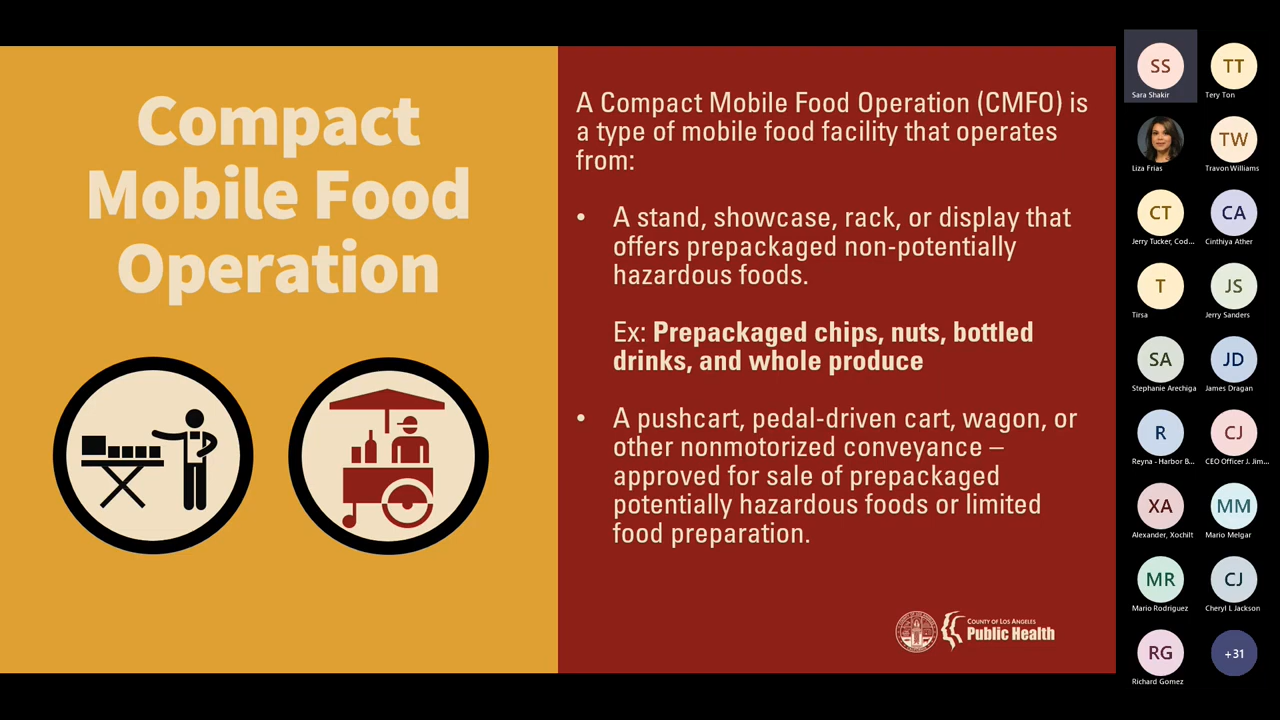 Compact
Mobile Food
Operation
A Compact Mobile Food Operation (CMFO) is
a type of mobile food facility that operates
from:
• A stand, showcase, rack, or display that
offers prepackaged non-potentially
hazardous foods.
Ex: Prepackaged chips, nuts, bottled
drinks, and whole produce
• A pushcart, pedal-driven cart, wagon, or
other nonmotorized conveyance –
approved for sale of prepackaged
potentially hazardous foods or limited
food preparation.
COUNTY OF LOS ANGELES
Public Health
SS
Sara Shakir
TT
Tery Ton
Liza Frias
TW
Travon Williams
CT
Jerry Tucker, Cod...
CA
Cinthiya Ather
T
Tirsa
JS
Jerry Sanders
SA
Stephanie Arechiga
JD
James Dragan
R
Reyna - Harbor B...
CJ
CEO Officer J. Jim...
XA
Alexander, Xochilt
MM
Mario Melgar
MR
Mario Rodriguez
CJ
Cheryl L Jackson
RG
Richard Gomez
+31